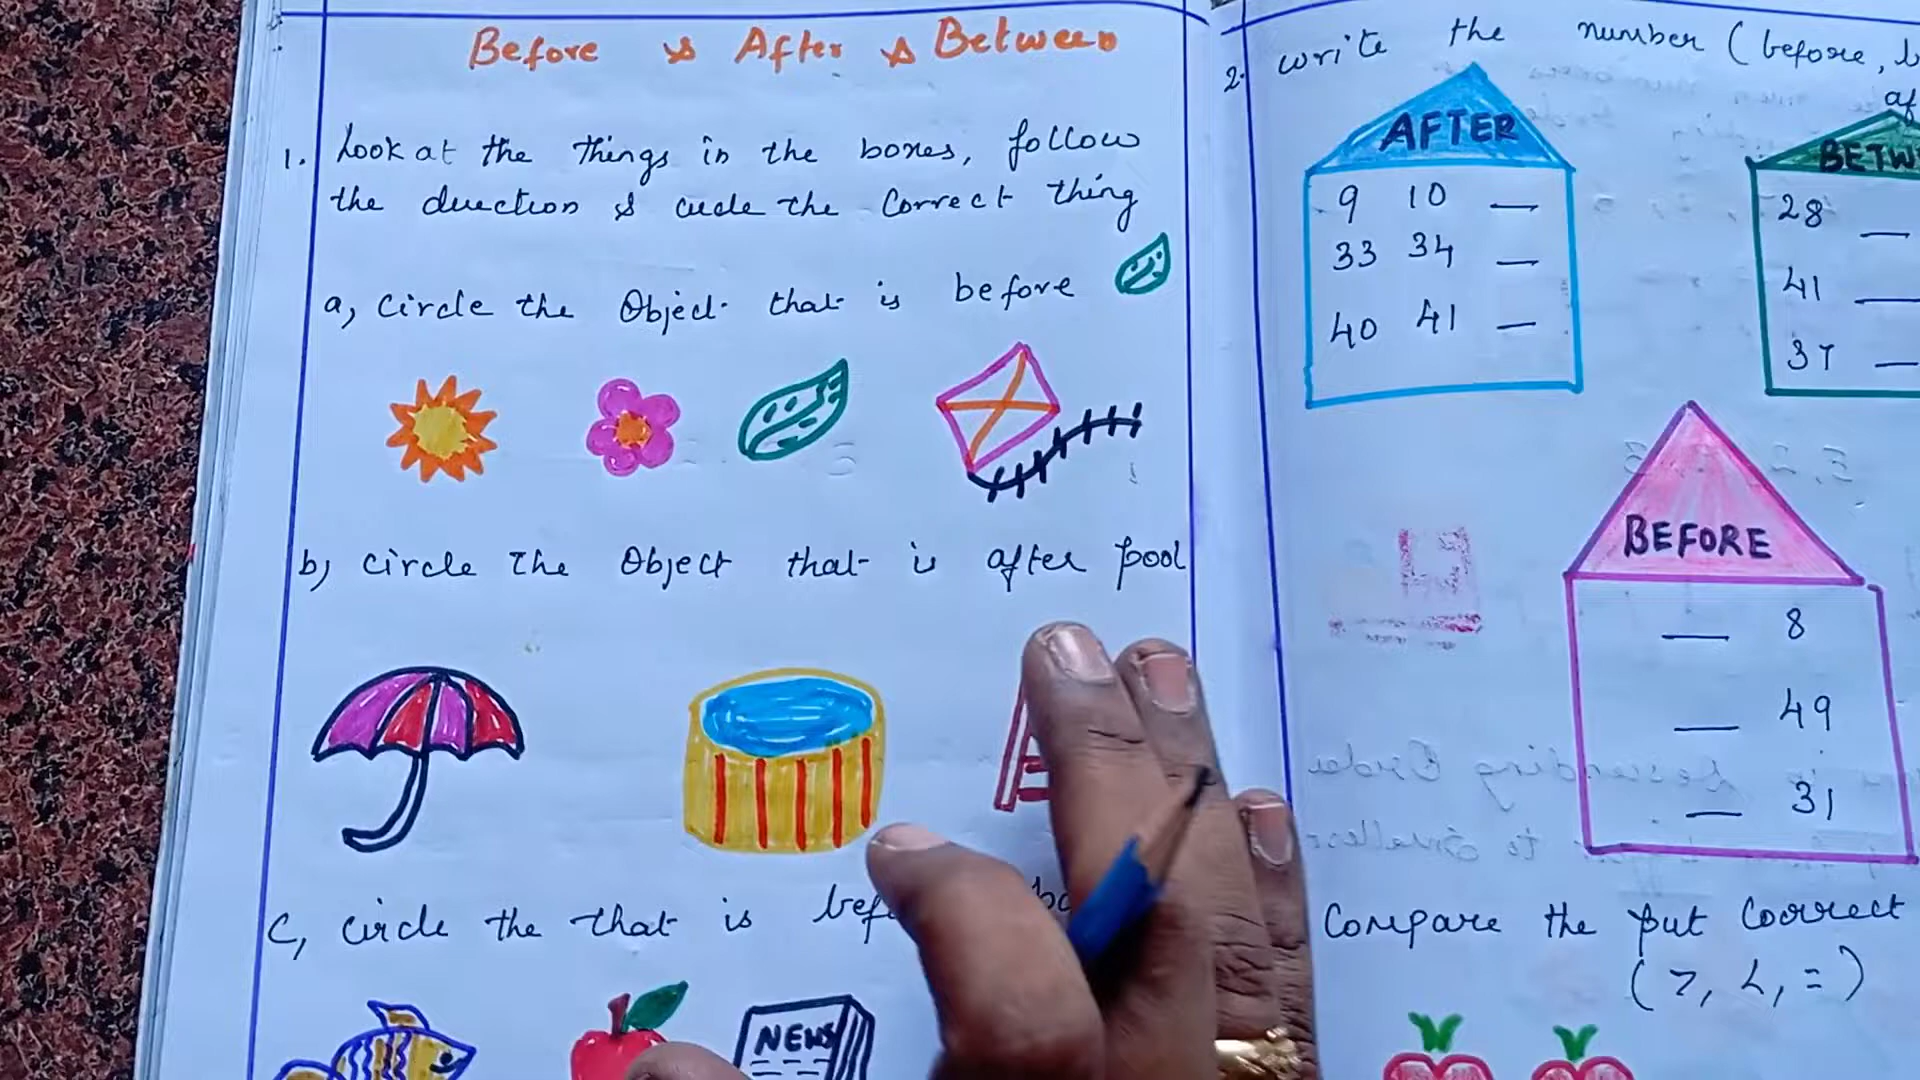 Before & After & Between
1. Look at the things in the boxes, follow
the direction & circle the Correct thing
a, Circle the Object that is before
b, circle The Object that is after pool
c, circle the that is
NEWS
2. write the number (before,
AFTER
9 10 __
33 34 __
40 41 __
28 __
41 __
37 __
BEFORE
__ 8
__ 49
__ 31
Compare the put Correct
(>, <, =)